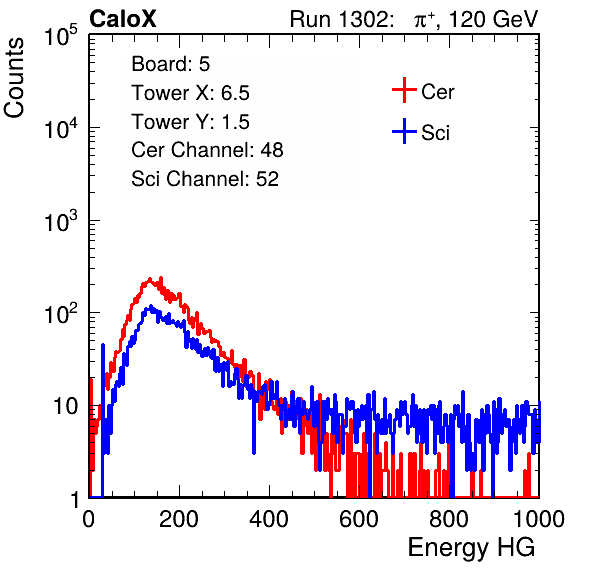 CaloX Run 1302: π⁺, 120 GeV
Counts
10⁵
10⁴
10³
10²
10
1
Board: 5
Tower X: 6.5
Tower Y: 1.5
Cer Channel: 48
Sci Channel: 52
Cer
Sci
0 200 400 600 800 1000
Energy HG